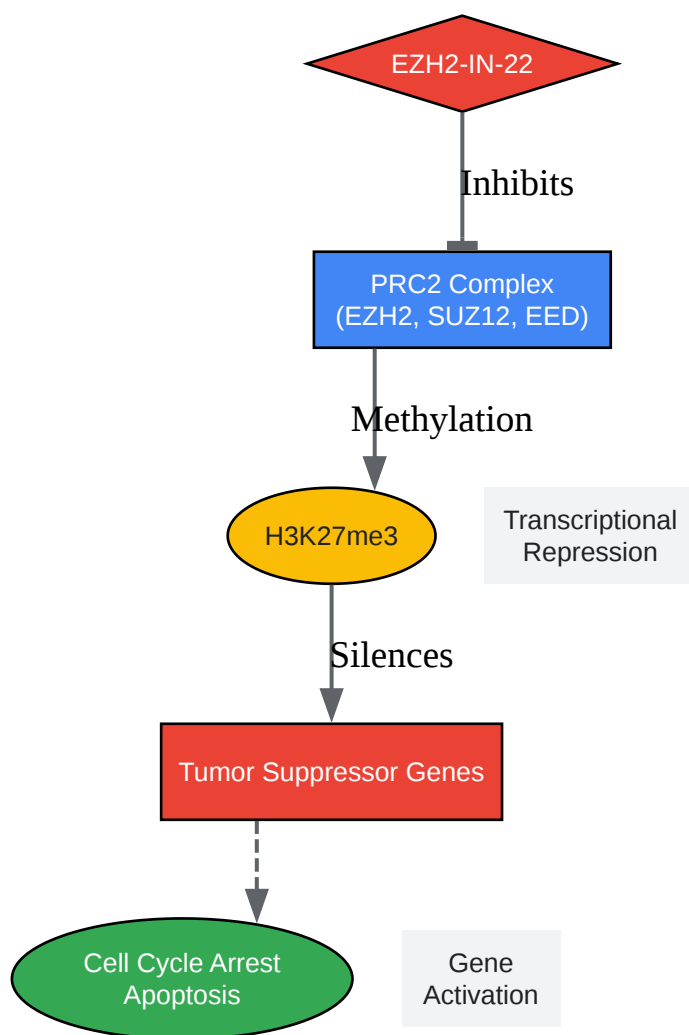 EZH2-IN-22
Inhibits
PRC2 Complex
(EZH2, SUZ12, EED)
Methylation
H3K27me3
Transcriptional
Repression
Silences
Tumor Suppressor Genes
Cell Cycle Arrest
Apoptosis
Gene
Activation